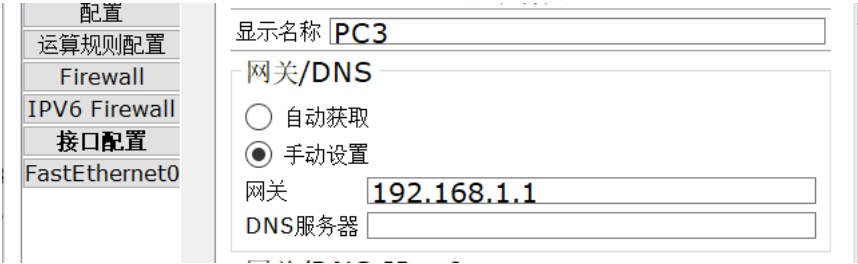 配置
运算规则配置
Firewall
IPV6 Firewall
接口配置
FastEthernet0
显示名称 PC3
网关/DNS
自动获取
手动设置
网关 192.168.1.1
DNS服务器